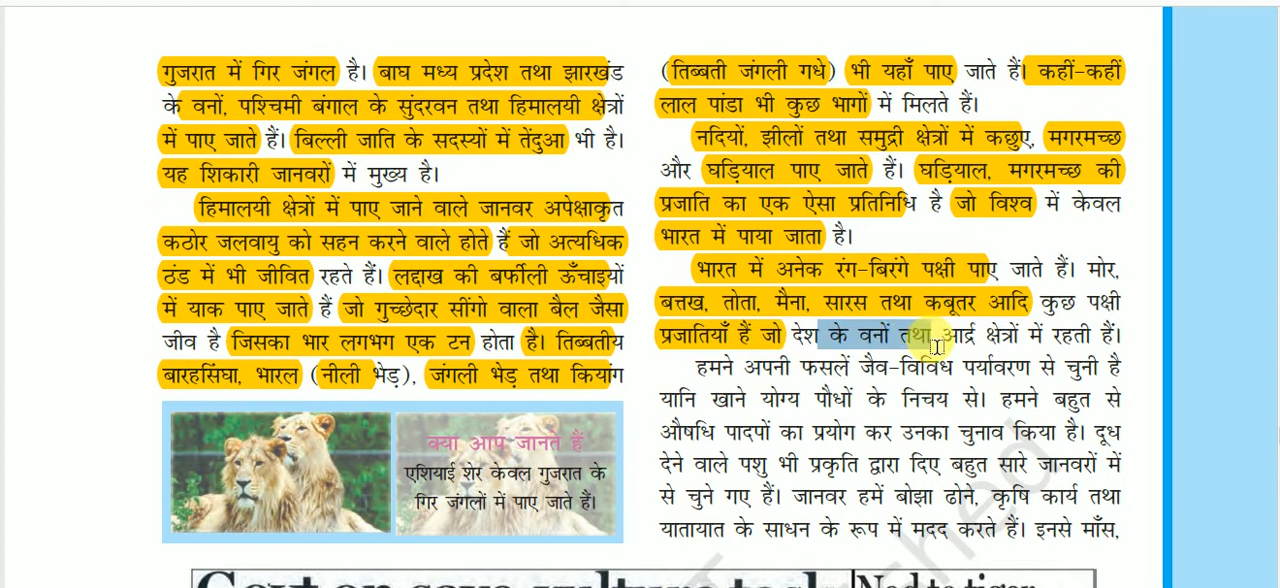 गुजरात में गिर जंगल है। बाघ मध्य प्रदेश तथा झारखंड
के वनों, पश्चिमी बंगाल के सुंदरवन तथा हिमालयी क्षेत्रों
में पाए जाते हैं। बिल्ली जाति के सदस्यों में तेंदुआ भी है।
यह शिकारी जानवरों में मुख्य है।
हिमालयी क्षेत्रों में पाए जाने वाले जानवर अपेक्षाकृत
कठोर जलवायु को सहन करने वाले होते हैं जो अत्यधिक
ठंड में भी जीवित रहते हैं। लद्दाख की बर्फीली ऊँचाइयों
में याक पाए जाते हैं जो गुच्छेदार सींगो वाला बैल जैसा
जीव है जिसका भार लगभग एक टन होता है। तिब्बतीय
बारहसिंघा, भारल (नीली भेड़), जंगली भेड़ तथा कियांग
क्या आप जानते हैं
एशियाई शेर केवल गुजरात के
गिर जंगलों में पाए जाते हैं।
(तिब्बती जंगली गधे) भी यहाँ पाए जाते हैं। कहीं-कहीं
लाल पांडा भी कुछ भागों में मिलते हैं।
नदियों, झीलों तथा समुद्री क्षेत्रों में कछुए, मगरमच्छ
और घड़ियाल पाए जाते हैं। घड़ियाल, मगरमच्छ की
प्रजाति का एक ऐसा प्रतिनिधि है जो विश्व में केवल
भारत में पाया जाता है।
भारत में अनेक रंग-बिरंगे पक्षी पाए जाते हैं। मोर,
बत्तख, तोता, मैना, सारस तथा कबूतर आदि कुछ पक्षी
प्रजातियाँ हैं जो देश के वनों तथा आर्द्र क्षेत्रों में रहती हैं।
हमने अपनी फसलें जैव-विविध पर्यावरण से चुनी है
यानि खाने योग्य पौधों के निचय से। हमने बहुत से
औषधि पादपों का प्रयोग कर उनका चुनाव किया है। दूध
देने वाले पशु भी प्रकृति द्वारा दिए बहुत सारे जानवरों में
से चुने गए हैं। जानवर हमें बोझा ढोने, कृषि कार्य तथा
यातायात के साधन के रूप में मदद करते हैं। इनसे माँस,